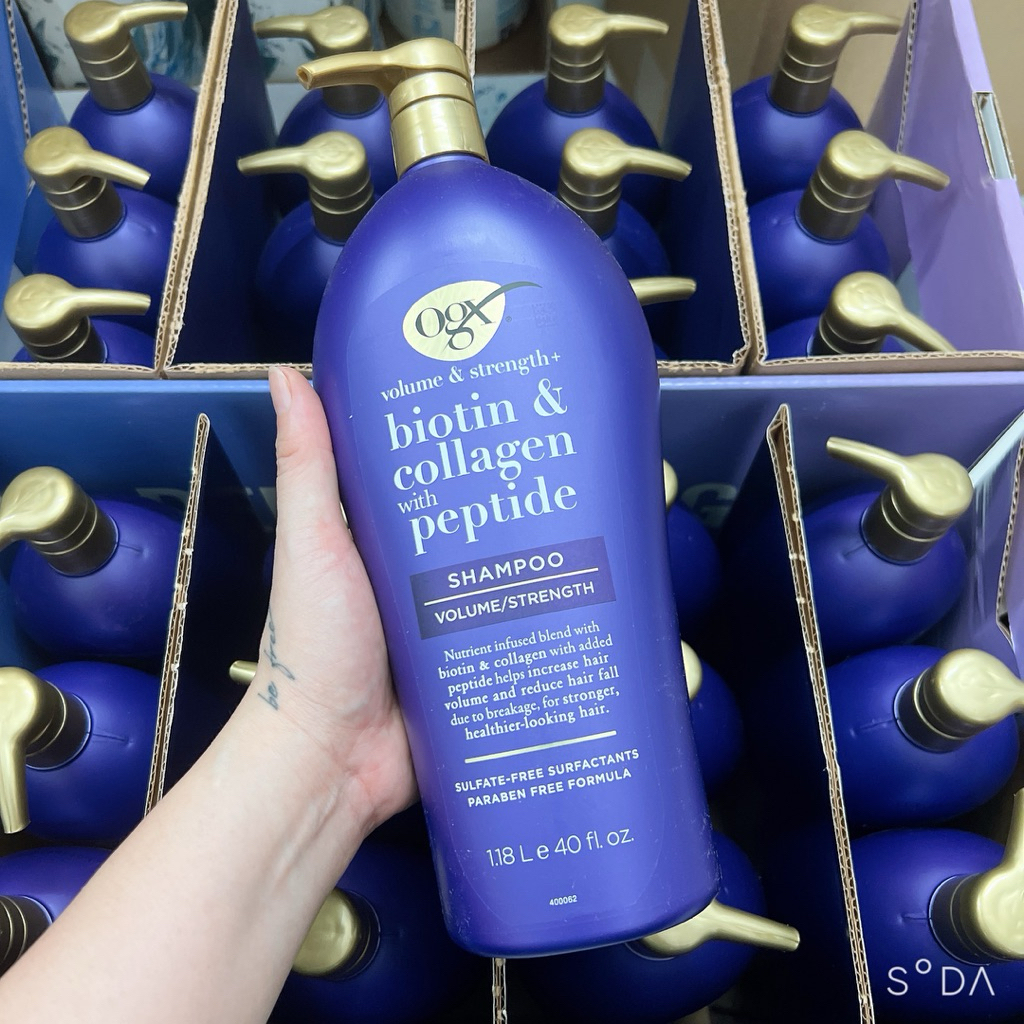 ogx
volume & strength+
biotin &
collagen
with
peptide
SHAMPOO
VOLUME/STRENGTH
Nutrient infused blend with
biotin & collagen with added
peptide helps increase hair
volume and reduce hair fall
due to breakage, for stronger,
healthier-looking hair.
SULFATE-FREE SURFACTANTS
PARABEN FREE FORMULA
1.18 L e 40 fl. oz.
400062
be free
S°DA